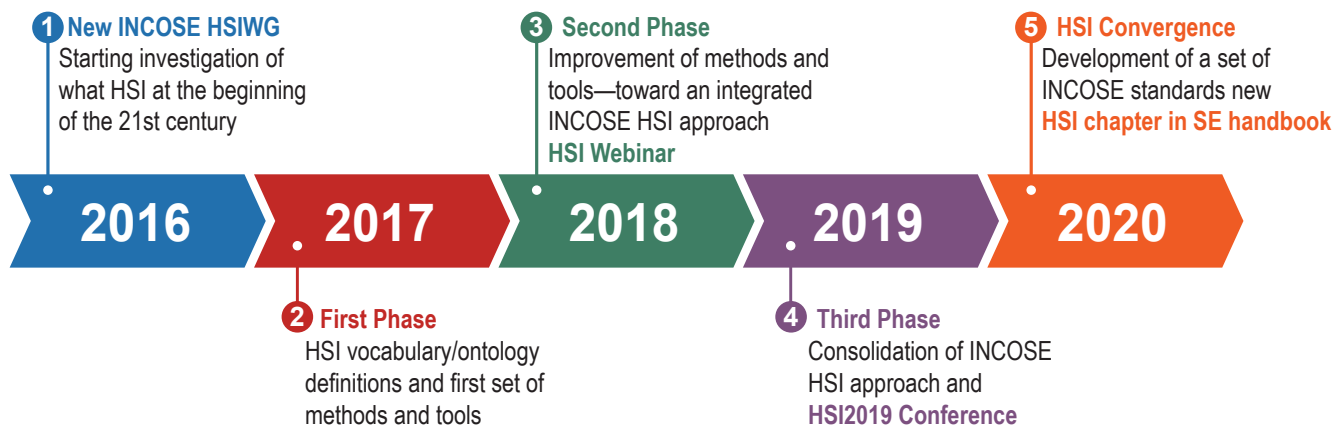 1 New INCOSE HSIWG
Starting investigation of
what HSI at the beginning
of the 21st century
3 Second Phase
Improvement of methods and
tools—toward an integrated
INCOSE HSI approach
HSI Webinar
5 HSI Convergence
Development of a set of
INCOSE standards new
HSI chapter in SE handbook
2016
2017
2018
2019
2020
2 First Phase
HSI vocabulary/ontology
definitions and first set of
methods and tools
4 Third Phase
Consolidation of INCOSE
HSI approach and
HSI2019 Conference